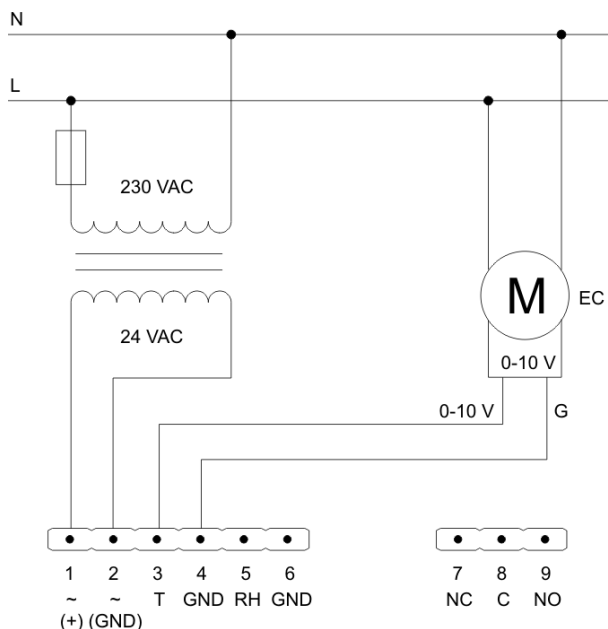 N
L
230 VAC
M
EC
24 VAC
0-10 V
0-10 V
G
1 2 3 4 5 6 7 8 9
~ ~ T GND RH GND NC C NO
(+) (GND)